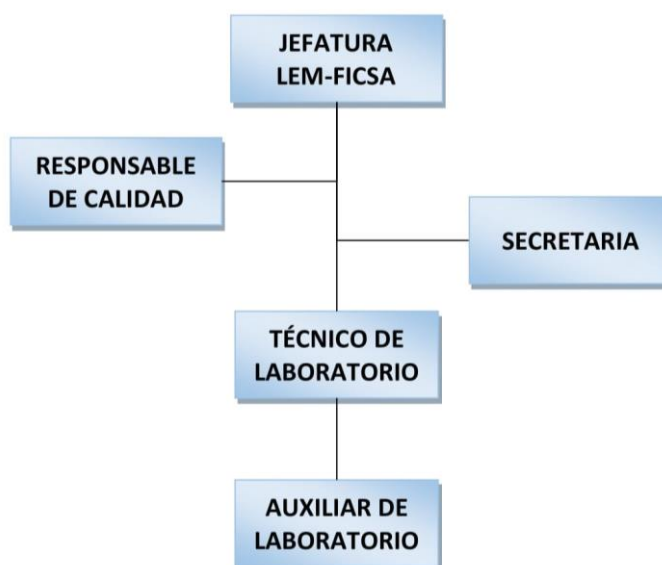 JEFATURA
LEM-FICSA
RESPONSABLE
DE CALIDAD
SECRETARIA
TÉCNICO DE
LABORATORIO
AUXILIAR DE
LABORATORIO